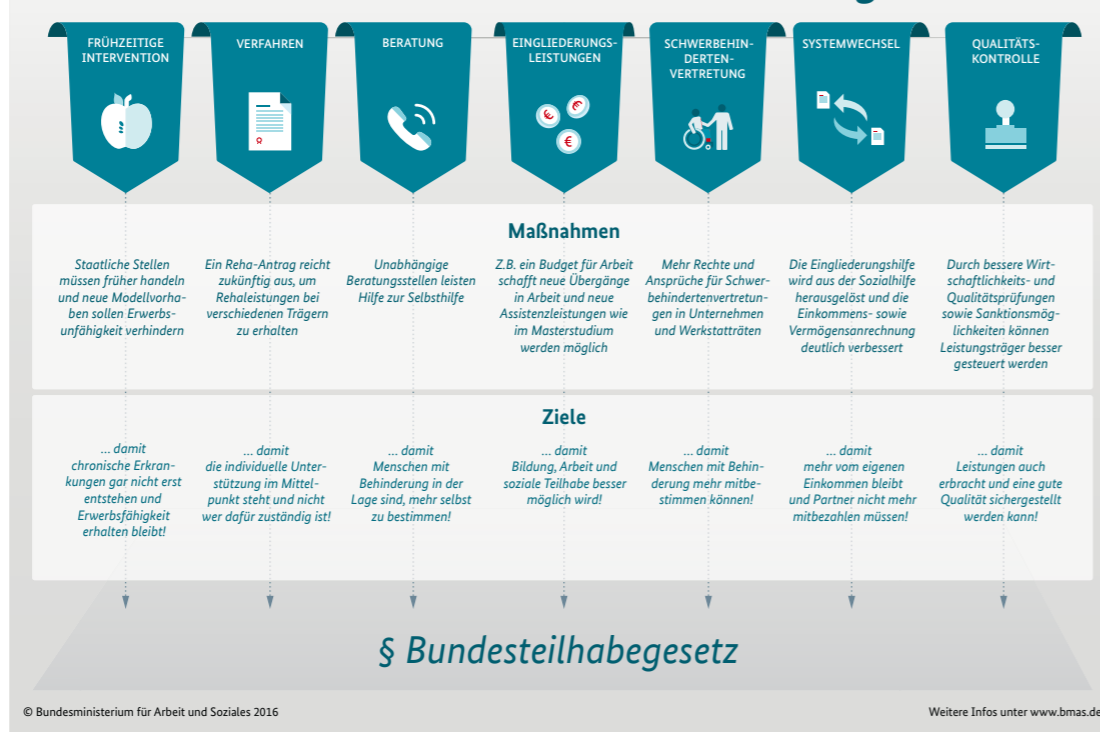 FRÜHZEITIGE
INTERVENTION
VERFAHREN
BERATUNG
EINGLIEDERUNGS-
LEISTUNGEN
SCHWERBEHIN-
DERTEN-
VERTRETUNG
SYSTEMWECHSEL
QUALITÄTS-
KONTROLLE
Maßnahmen
Staatliche Stellen
müssen früher handeln
und neue Modellvorha-
ben sollen Erwerbs-
unfähigkeit verhindern
Ein Reha-Antrag reicht
zukünftig aus, um
Rehaleistungen bei
verschiedenen Trägern
zu erhalten
Unabhängige
Beratungsstellen leisten
Hilfe zur Selbsthilfe
Z.B. ein Budget für Arbeit
schafft neue Übergänge
in Arbeit und neue
Assistenzleistungen wie
im Masterstudium
werden möglich
Mehr Rechte und
Ansprüche für Schwer-
behindertenvertretun-
gen in Unternehmen
und Werkstatträten
Die Eingliederungshilfe
wird aus der Sozialhilfe
herausgelöst und die
Einkommens- sowie
Vermögensanrechnung
deutlich verbessert
Durch bessere Wirt-
schaftlichkeits- und
Qualitätsprüfungen
sowie Sanktionsmög-
lichkeiten können
Leistungsträger besser
gesteuert werden
Ziele
... damit
chronische Erkran-
kungen gar nicht erst
entstehen und
Erwerbsfähigkeit
erhalten bleibt!
... damit
die individuelle Unter-
stützung im Mittel-
punkt steht und nicht
wer dafür zuständig ist!
... damit
Menschen mit
Behinderung in der
Lage sind, mehr selbst
zu bestimmen!
... damit
Bildung, Arbeit und
soziale Teilhabe besser
möglich wird!
... damit
Menschen mit Behin-
derung mehr mitbe-
stimmen können!
... damit
mehr vom eigenen
Einkommen bleibt
und Partner nicht mehr
mitbezahlen müssen!
... damit
Leistungen auch
erbracht und eine gute
Qualität sichergestellt
werden kann!
§ Bundesteilhabegesetz
© Bundesministerium für Arbeit und Soziales 2016
Weitere Infos unter www.bmas.de